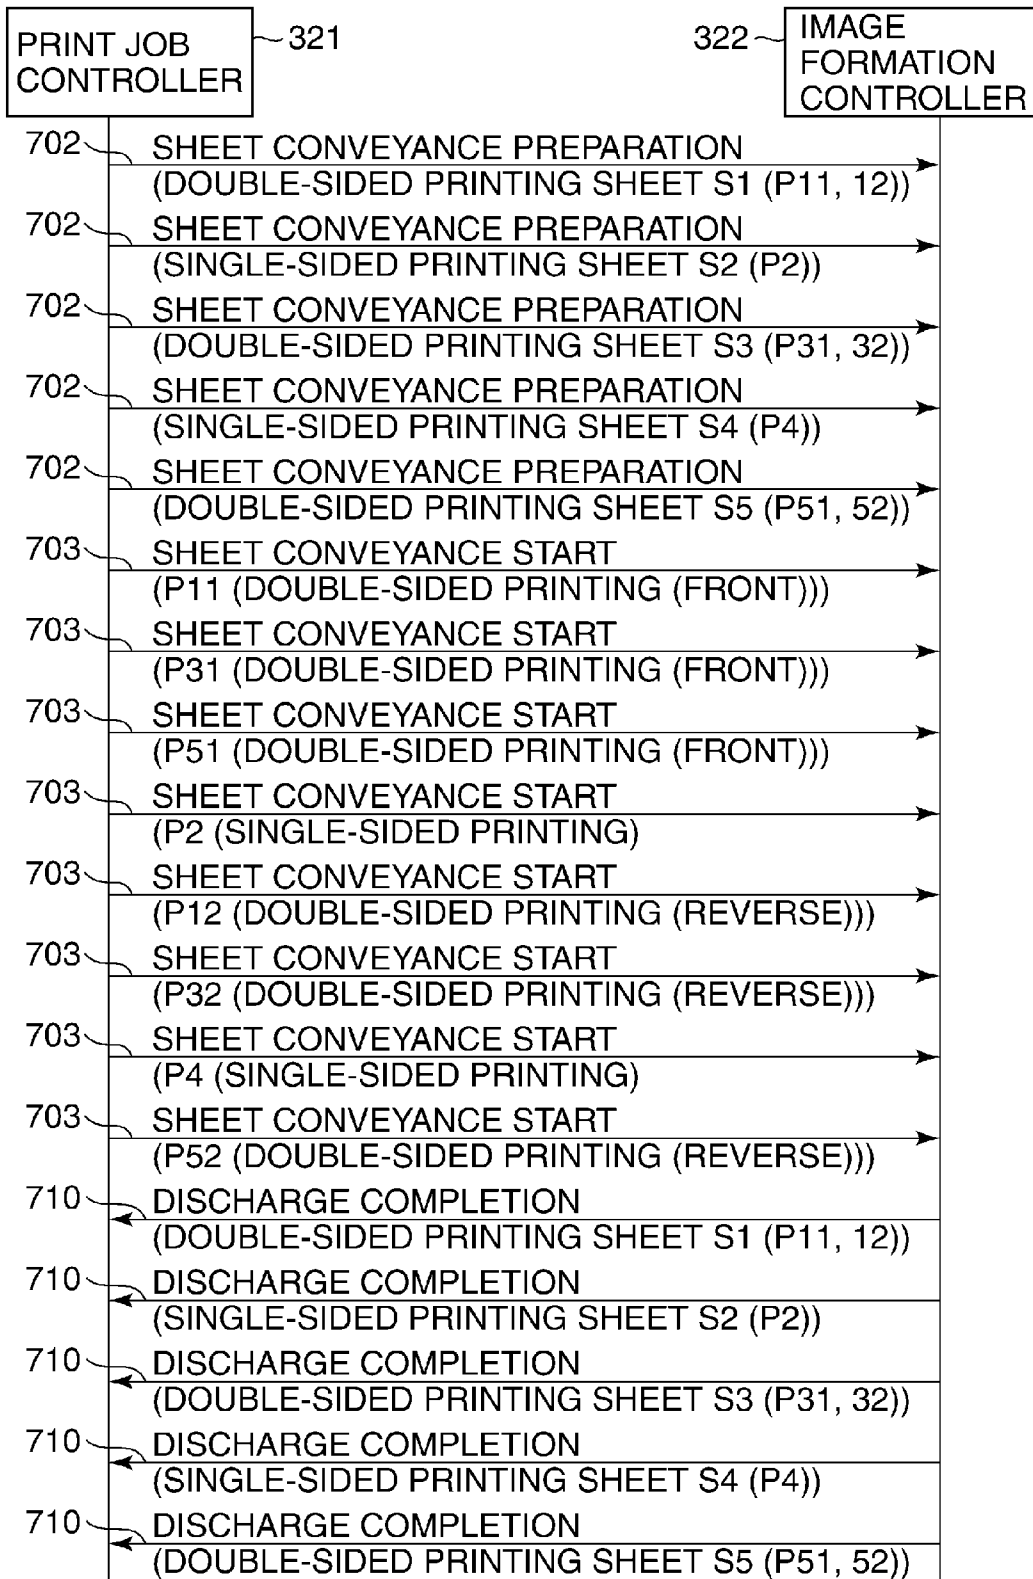 PRINT JOB
CONTROLLER
321
322
IMAGE
FORMATION
CONTROLLER
702
SHEET CONVEYANCE PREPARATION
(DOUBLE-SIDED PRINTING SHEET S1 (P11, 12))
702
SHEET CONVEYANCE PREPARATION
(SINGLE-SIDED PRINTING SHEET S2 (P2))
702
SHEET CONVEYANCE PREPARATION
(DOUBLE-SIDED PRINTING SHEET S3 (P31, 32))
702
SHEET CONVEYANCE PREPARATION
(SINGLE-SIDED PRINTING SHEET S4 (P4))
702
SHEET CONVEYANCE PREPARATION
(DOUBLE-SIDED PRINTING SHEET S5 (P51, 52))
703
SHEET CONVEYANCE START
(P11 (DOUBLE-SIDED PRINTING (FRONT)))
703
SHEET CONVEYANCE START
(P31 (DOUBLE-SIDED PRINTING (FRONT)))
703
SHEET CONVEYANCE START
(P51 (DOUBLE-SIDED PRINTING (FRONT)))
703
SHEET CONVEYANCE START
(P2 (SINGLE-SIDED PRINTING)
703
SHEET CONVEYANCE START
(P12 (DOUBLE-SIDED PRINTING (REVERSE)))
703
SHEET CONVEYANCE START
(P32 (DOUBLE-SIDED PRINTING (REVERSE)))
703
SHEET CONVEYANCE START
(P4 (SINGLE-SIDED PRINTING)
703
SHEET CONVEYANCE START
(P52 (DOUBLE-SIDED PRINTING (REVERSE)))
710
DISCHARGE COMPLETION
(DOUBLE-SIDED PRINTING SHEET S1 (P11, 12))
710
DISCHARGE COMPLETION
(SINGLE-SIDED PRINTING SHEET S2 (P2))
710
DISCHARGE COMPLETION
(DOUBLE-SIDED PRINTING SHEET S3 (P31, 32))
710
DISCHARGE COMPLETION
(SINGLE-SIDED PRINTING SHEET S4 (P4))
710
DISCHARGE COMPLETION
(DOUBLE-SIDED PRINTING SHEET S5 (P51, 52))